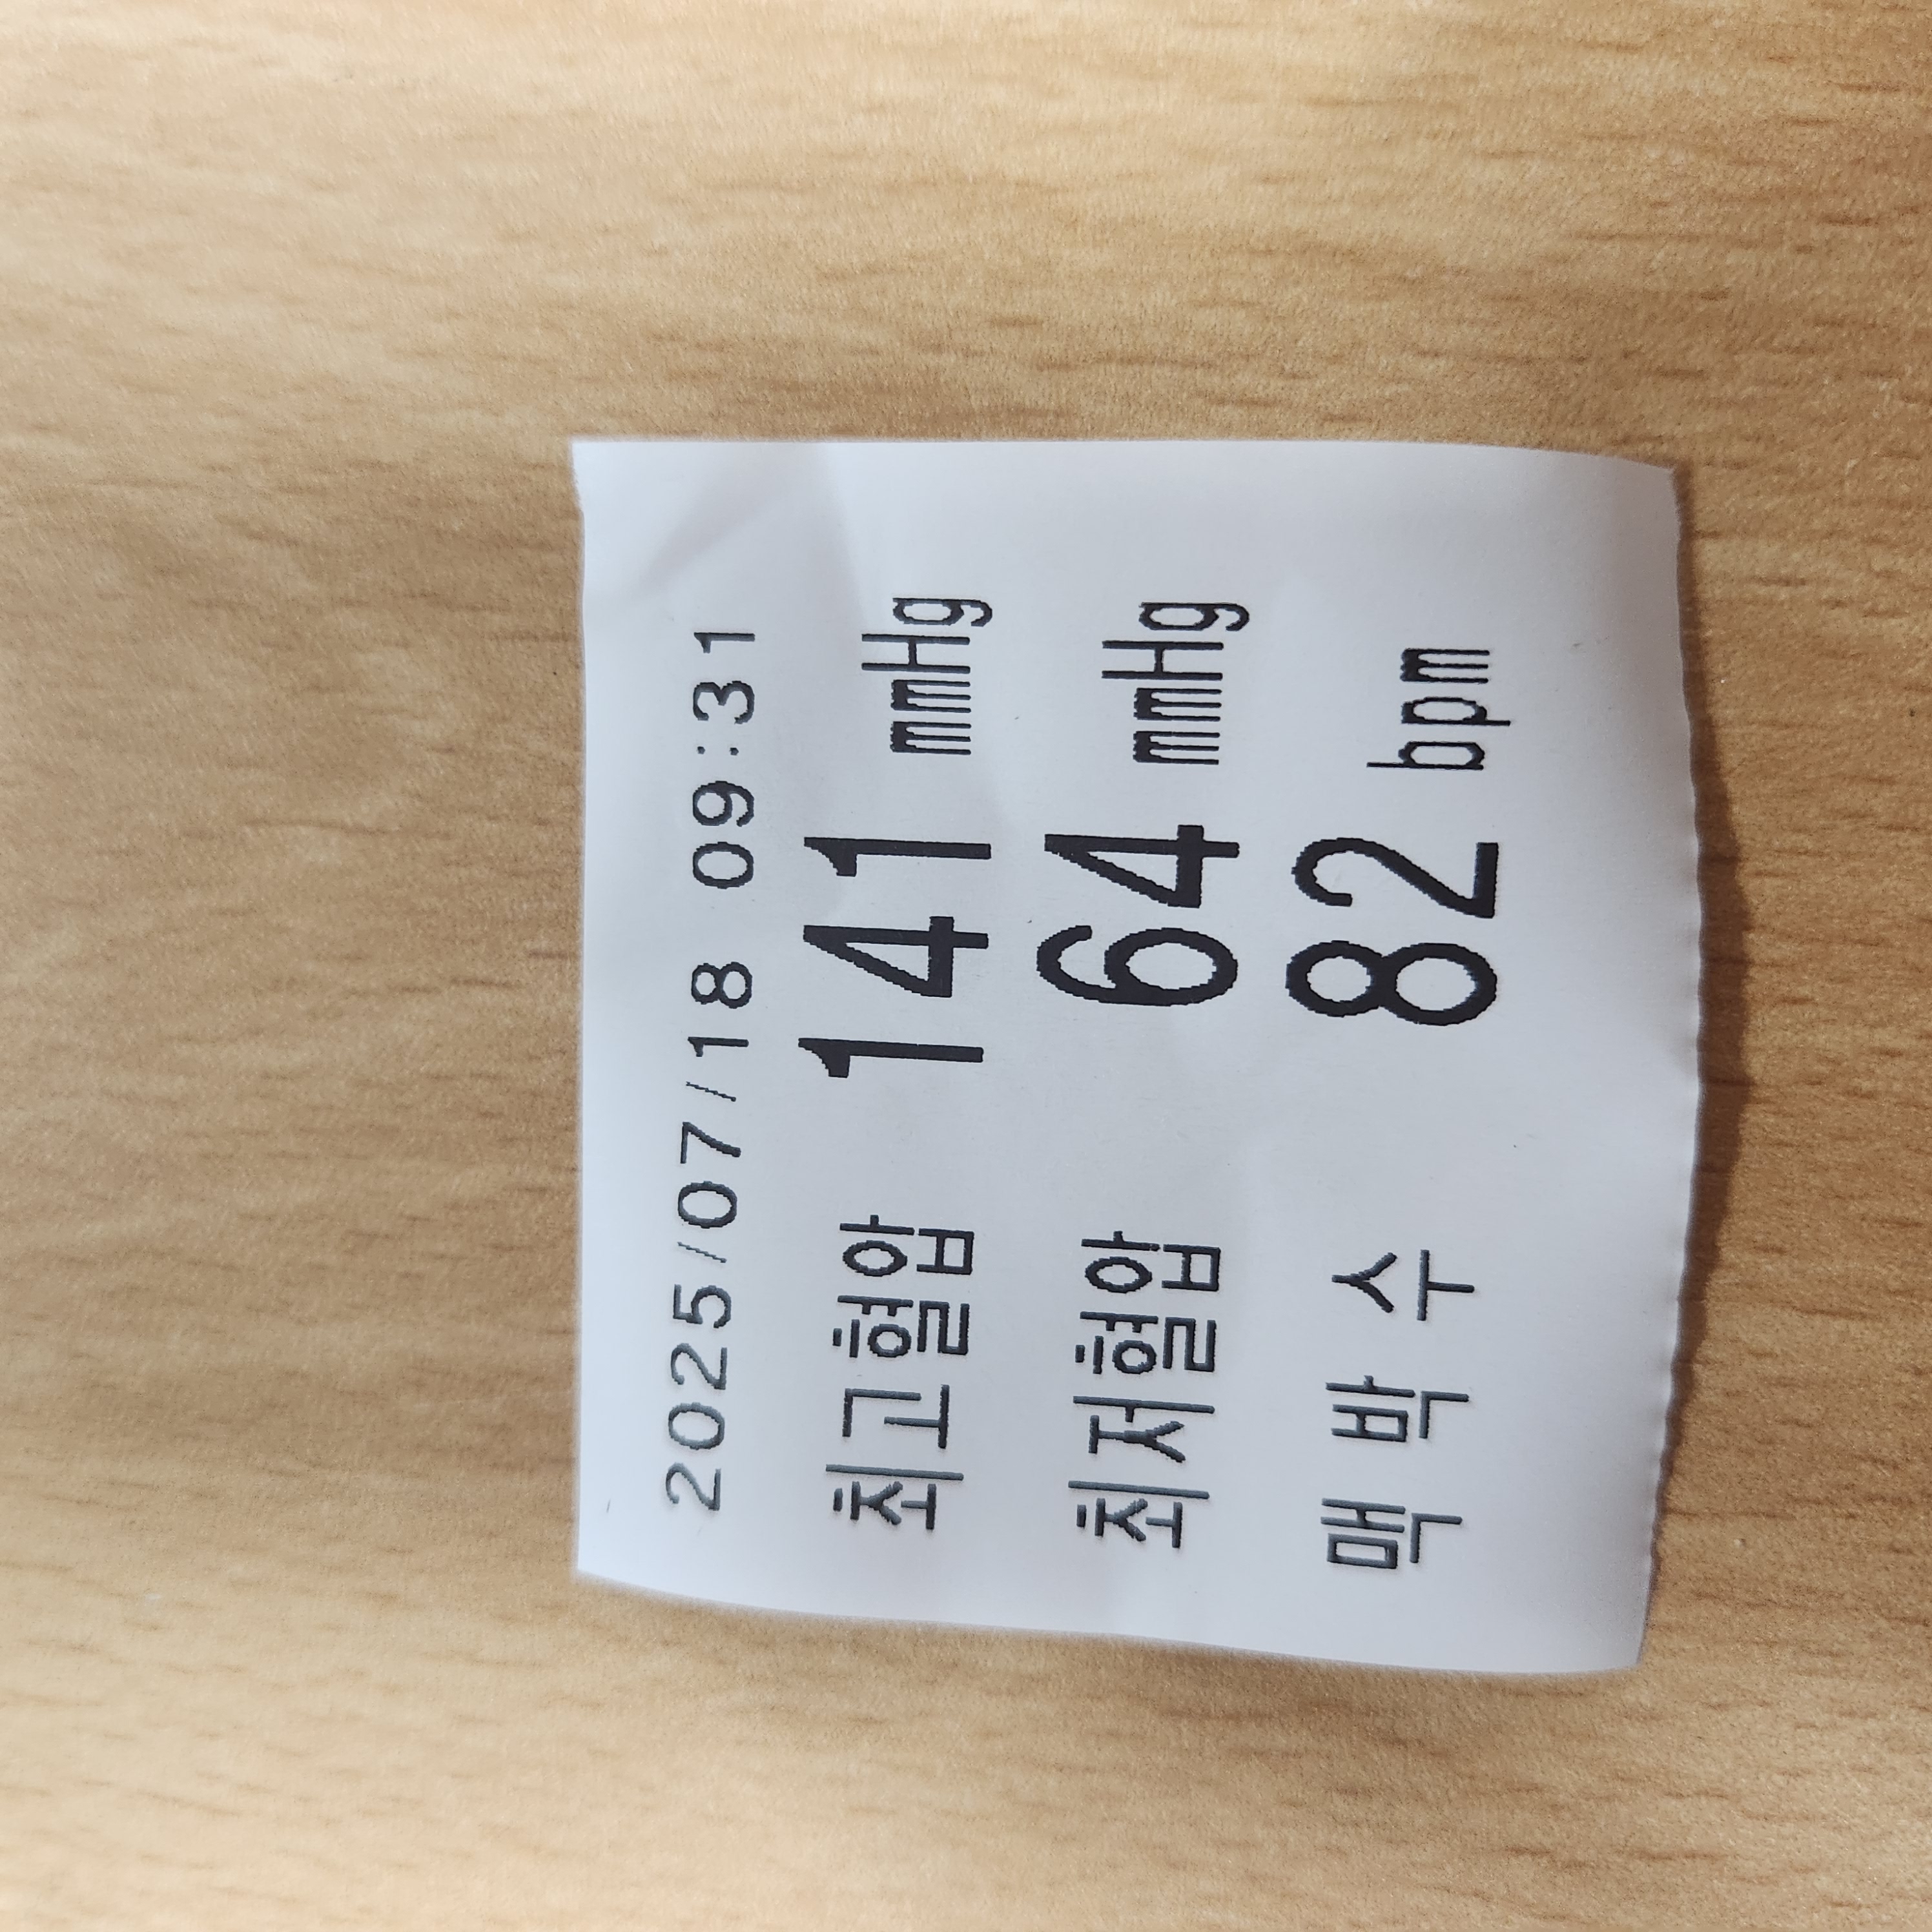 2025/07/18 09:31
최고혈압 141 mmHg
최저혈압 64 mmHg
맥 박 수 82 bpm